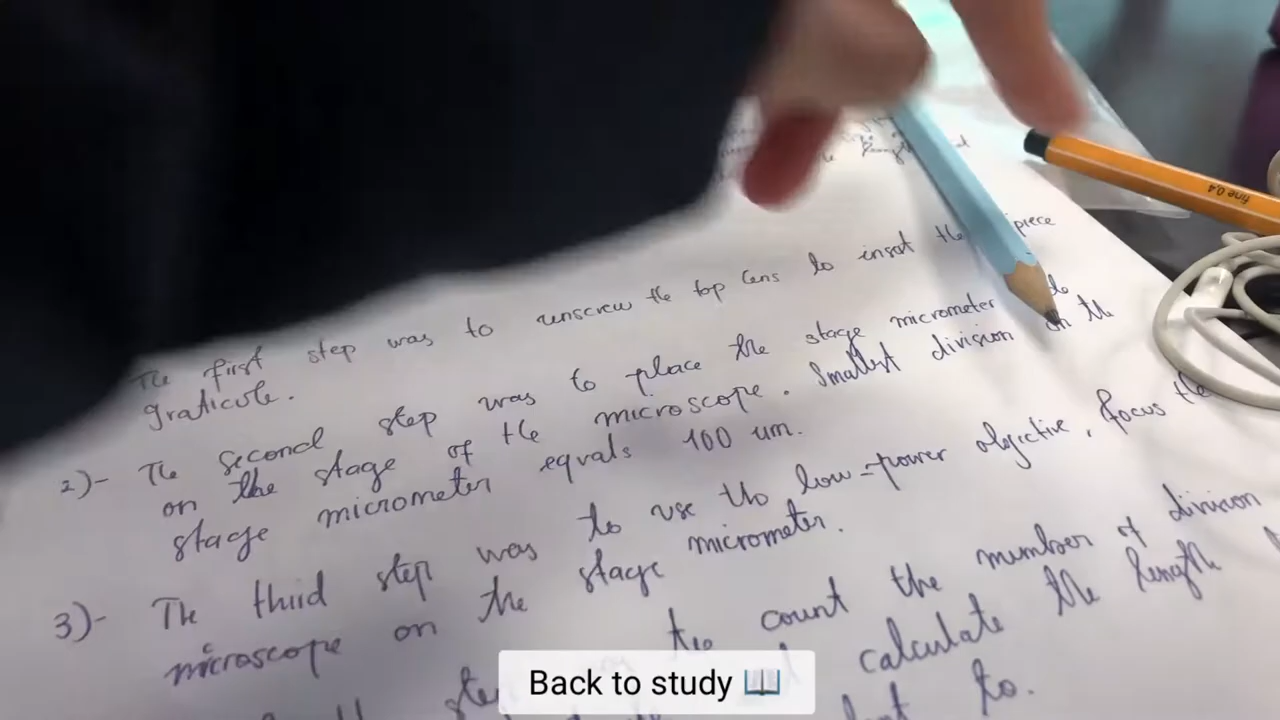 The first step was to unscrew the top lens to insert the piece
graticule.
2)- The second step was to place the stage micrometer
on the stage of the microscope. Smallest division on the
stage micrometer equals 100 um.
3)- The third step was to use the low-power objective, focus the
microscope on the stage micrometer.
count the number of division
calculate the length
to.
fine 0.4
Back to study 📖